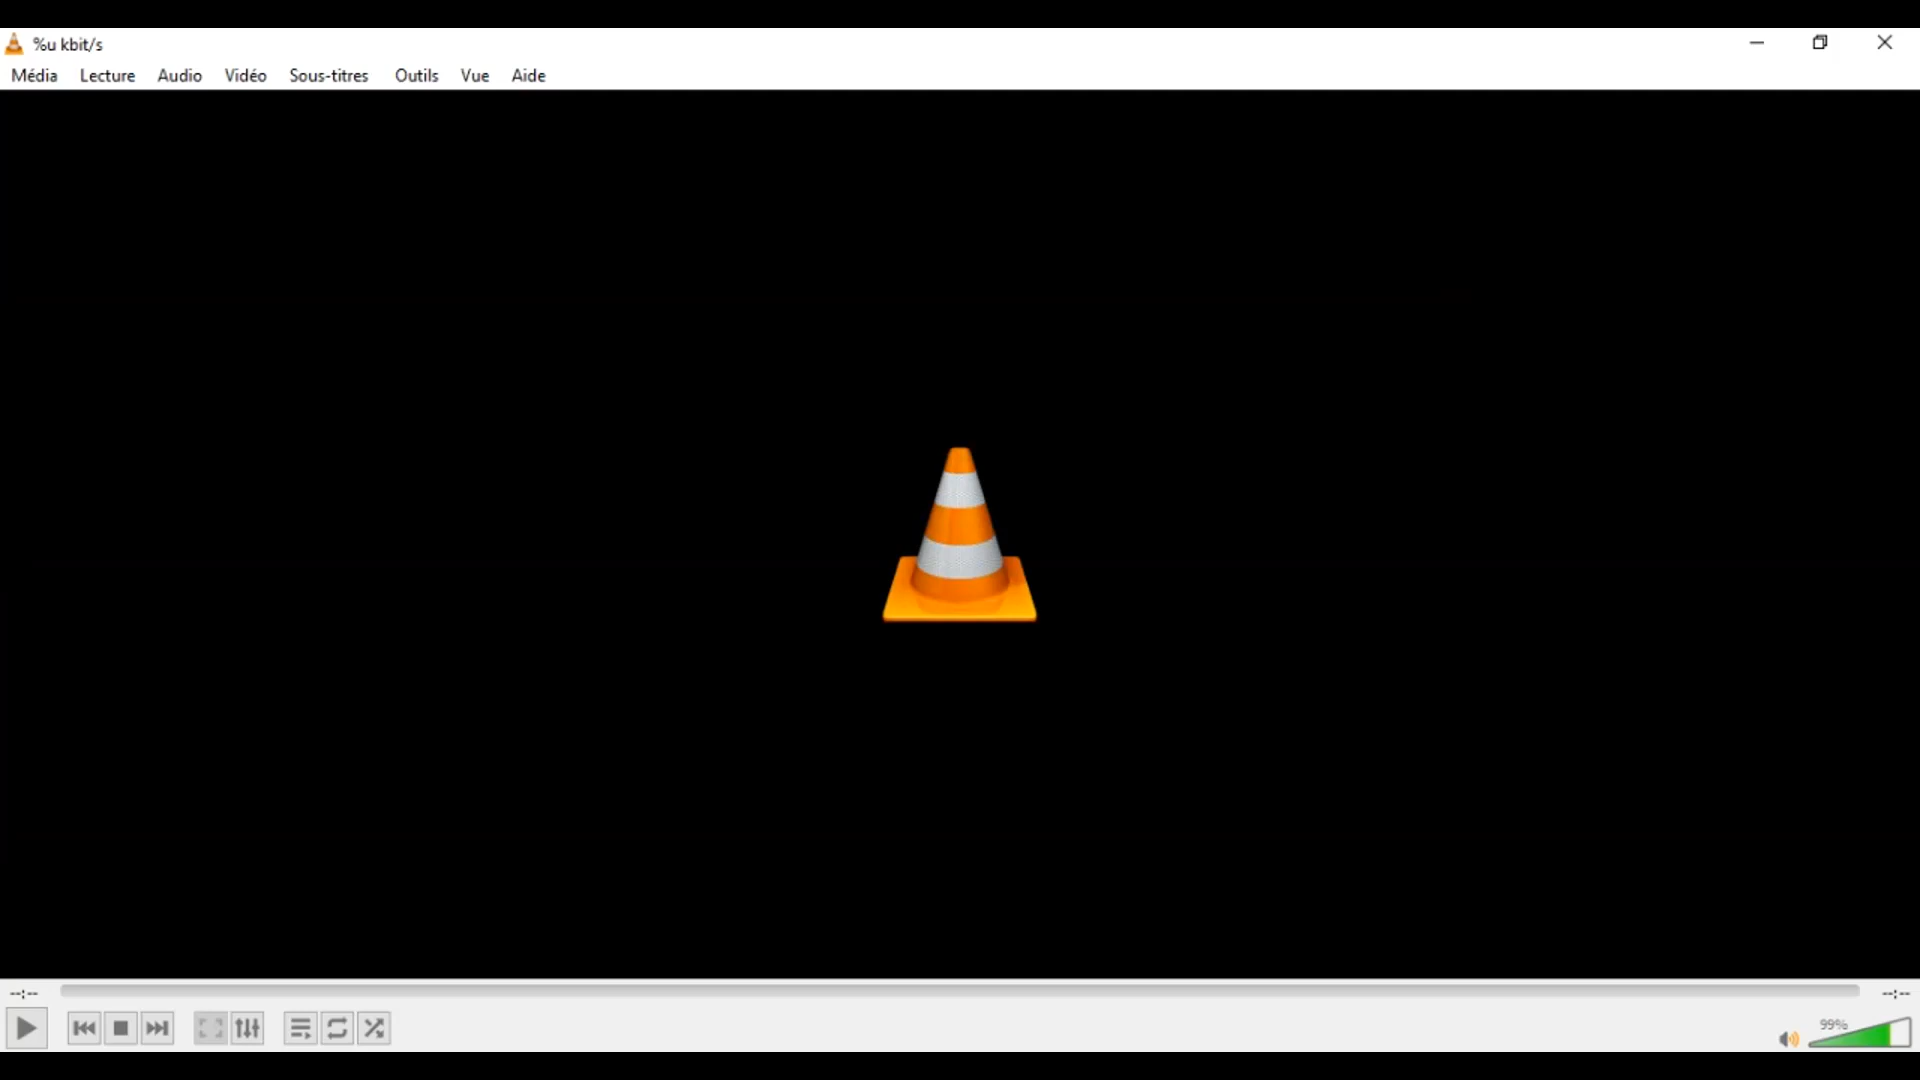 %u kbit/s
Média Lecture Audio Vidéo Sous-titres Outils Vue Aide
--:-- --:--
99%